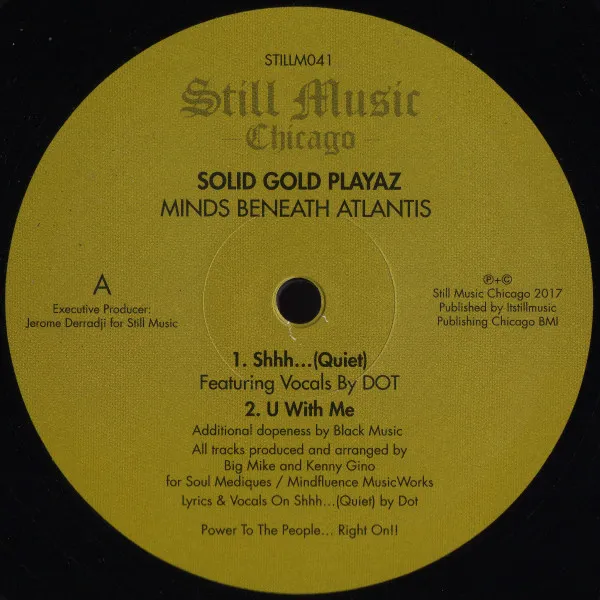 STILLM041
Still Music
- Chicago -
SOLID GOLD PLAYAZ
MINDS BENEATH ATLANTIS
A
Executive Producer:
Jerome Derradji for Still Music
℗+©
Still Music Chicago 2017
Published by Itstillmusic
Publishing Chicago BMI
1. Shhh...(Quiet)
Featuring Vocals By DOT
2. U With Me
Additional dopeness by Black Music
All tracks produced and arranged by
Big Mike and Kenny Gino
for Soul Mediques / Mindfluence MusicWorks
Lyrics & Vocals On Shhh...(Quiet) by Dot
Power To The People... Right On!!